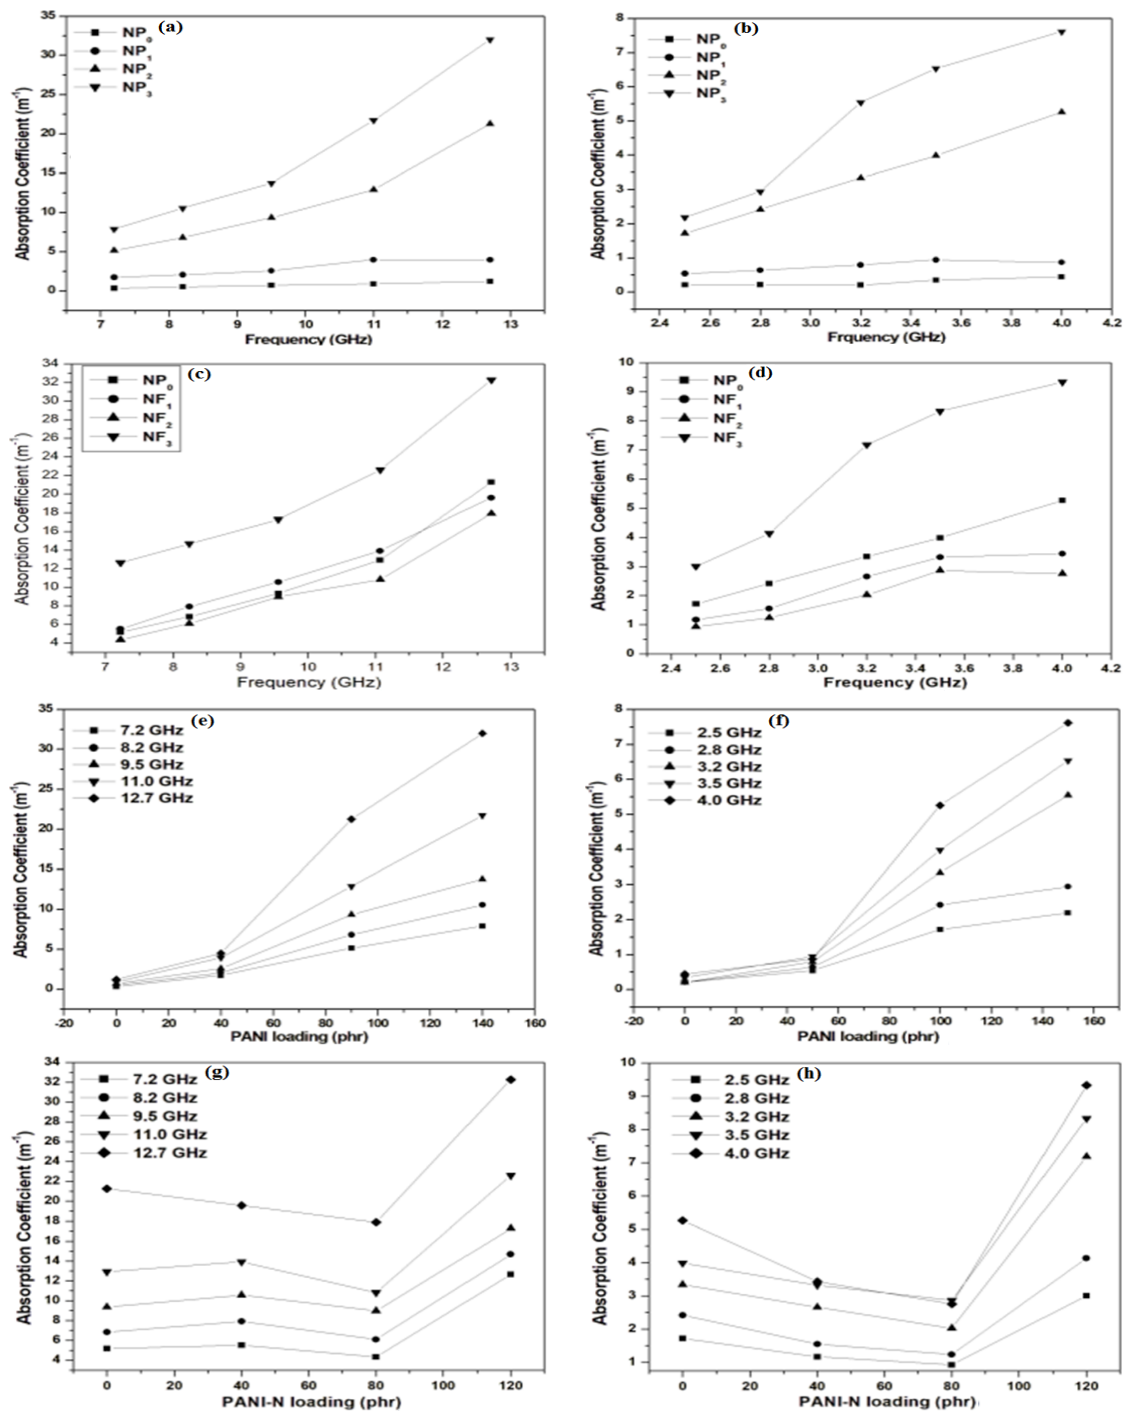 (a)
NP0
NP1
NP2
NP3
35
30
25
20
15
10
5
0
Absorption Coefficient (m-1)
7 8 9 10 11 12 13
Frequency (GHz)
(b)
NP0
NP1
NP2
NP3
8
7
6
5
4
3
2
1
0
Absorption Coefficient (m-1)
2.4 2.6 2.8 3.0 3.2 3.4 3.6 3.8 4.0 4.2
Frquency (GHz)
(c)
NP0
NF1
NF2
NF3
34
32
30
28
26
24
22
20
18
16
14
12
10
8
6
4
Absorption Coefficient (m-1)
7 8 9 10 11 12 13
Frequency (GHz)
(d)
NP0
NF1
NF2
NF3
10
9
8
7
6
5
4
3
2
1
0
Absorption Coefficient (m-1)
2.4 2.6 2.8 3.0 3.2 3.4 3.6 3.8 4.0 4.2
Frequency (GHz)
(e)
7.2 GHz
8.2 GHz
9.5 GHz
11.0 GHz
12.7 GHz
35
30
25
20
15
10
5
0
Absorption Coefficient (m-1)
-20 0 20 40 60 80 100 120 140 160
PANI loading (phr)
(f)
2.5 GHz
2.8 GHz
3.2 GHz
3.5 GHz
4.0 GHz
8
7
6
5
4
3
2
1
0
Absorption Coefficient (m-1)
-20 0 20 40 60 80 100 120 140 160
PANI loading (phr)
(g)
7.2 GHz
8.2 GHz
9.5 GHz
11.0 GHz
12.7 GHz
34
32
30
28
26
24
22
20
18
16
14
12
10
8
6
4
Absorption Coefficient (m-1)
0 20 40 60 80 100 120
PANI-N loading (phr)
(h)
2.5 GHz
2.8 GHz
3.2 GHz
3.5 GHz
4.0 GHz
10
9
8
7
6
5
4
3
2
1
Absorption Coefficient (m-1)
0 20 40 60 80 100 120
PANI-N loading (phr)